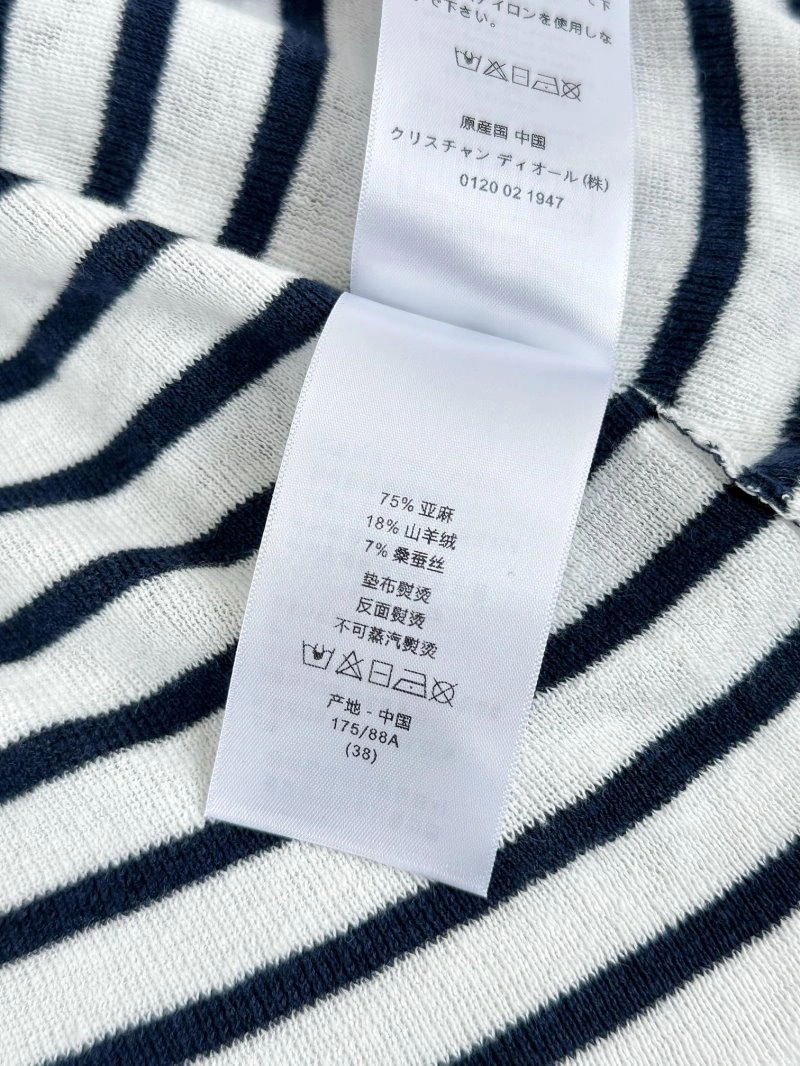 イロンを使用しな
で下さい。
原産国 中国
クリスチャン ディオール (株)
0120 02 1947
75% 亚麻
18% 山羊绒
7% 桑蚕丝
垫布熨烫
反面熨烫
不可蒸汽熨烫
产地 - 中国
175/88A
(38)